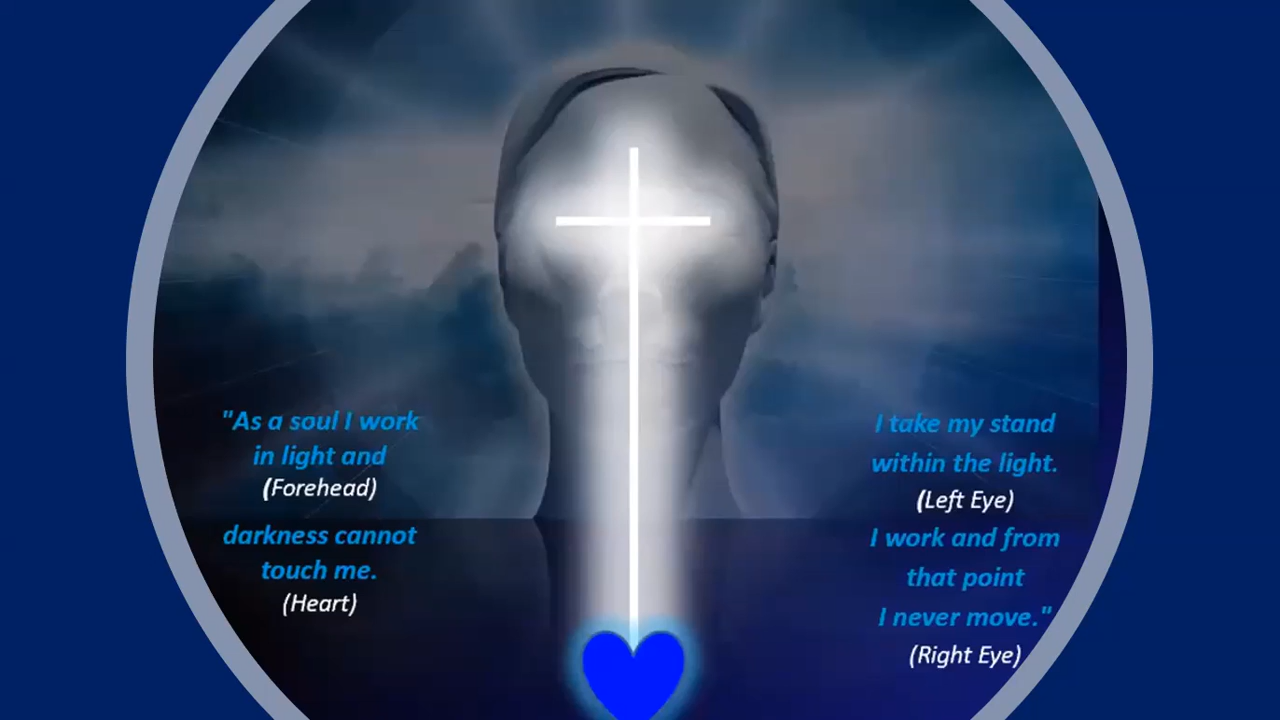 "As a soul I work
in light and
(Forehead)
darkness cannot
touch me.
(Heart)
I take my stand
within the light.
(Left Eye)
I work and from
that point
I never move."
(Right Eye)